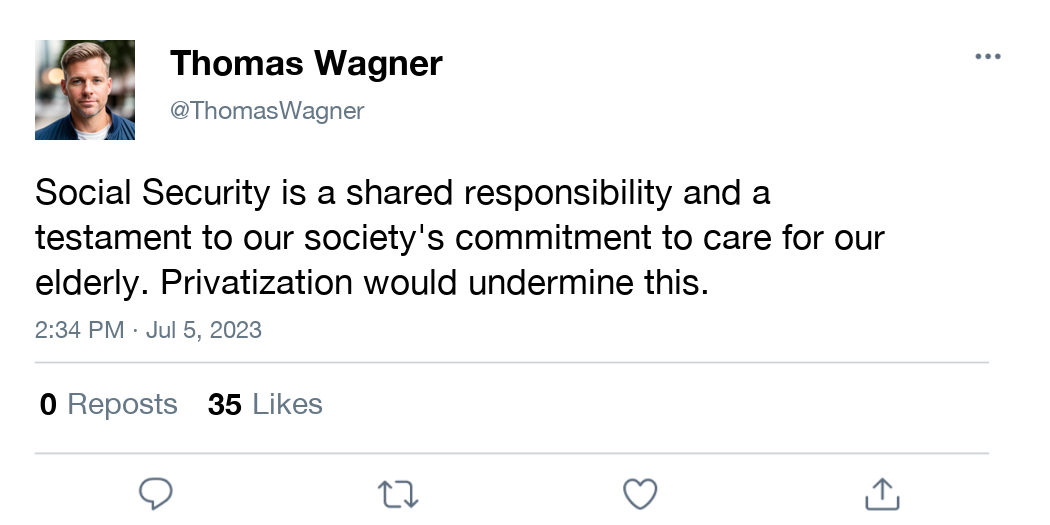 Thomas Wagner
@ThomasWagner
Social Security is a shared responsibility and a
testament to our society's commitment to care for our
elderly. Privatization would undermine this.
2:34 PM · Jul 5, 2023
0 Reposts 35 Likes